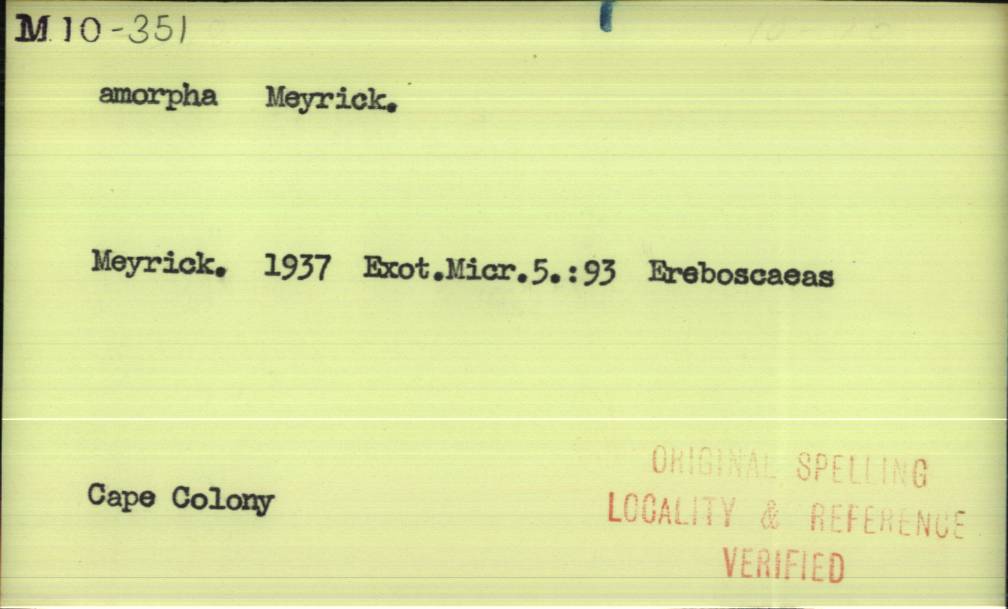 M 10-351
amorpha Meyrick.
Meyrick. 1937 Exot.Micr.5.:93 Ereboscaeas
Cape Colony
ORIGINAL SPELLING
LOCALITY & REFERENCE
VERIFIED